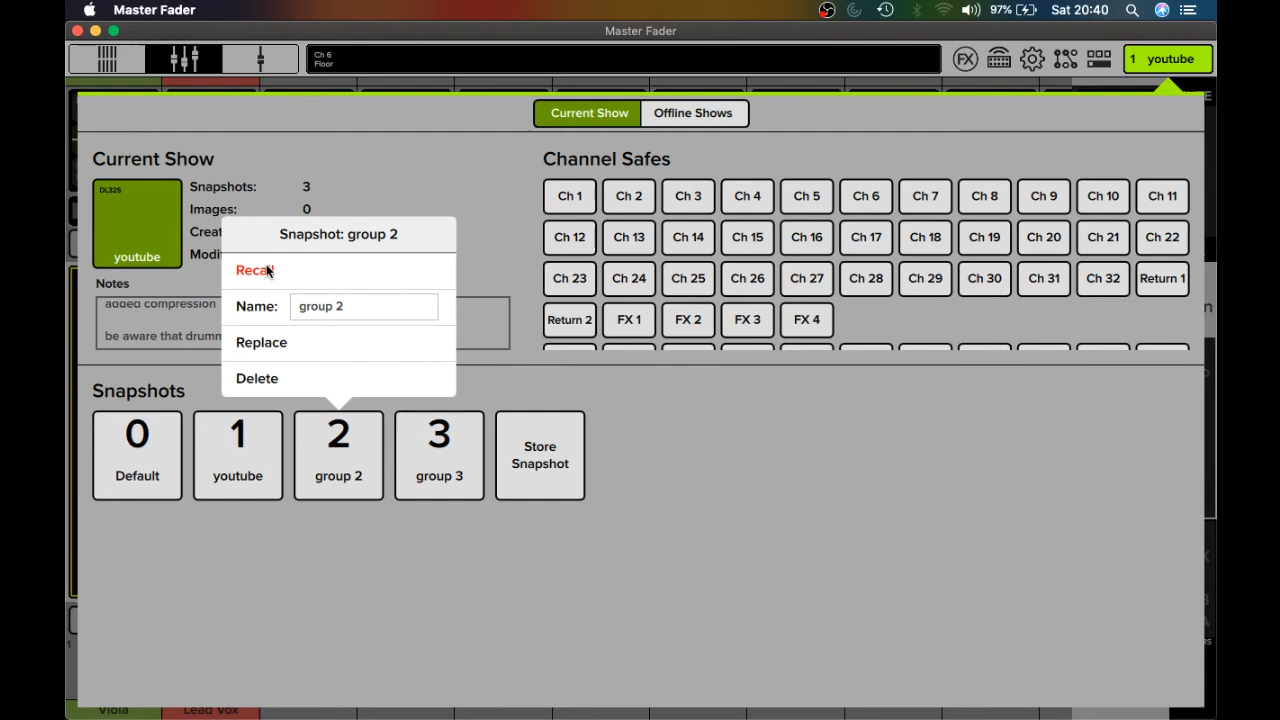 Master Fader
97%
Sat 20:40
Master Fader
Ch 6
Floor
FX
1 youtube
Current Show
Offline Shows
Current Show
Channel Safes
DL32S
youtube
Snapshots: 3
Images: 0
Creat
Modi
Notes
added compression
be aware that drumm
Snapshot: group 2
Recall
Name: group 2
Replace
Delete
Ch 1 Ch 2 Ch 3 Ch 4 Ch 5 Ch 6 Ch 7 Ch 8 Ch 9 Ch 10 Ch 11
Ch 12 Ch 13 Ch 14 Ch 15 Ch 16 Ch 17 Ch 18 Ch 19 Ch 20 Ch 21 Ch 22
Ch 23 Ch 24 Ch 25 Ch 26 Ch 27 Ch 28 Ch 29 Ch 30 Ch 31 Ch 32 Return 1
Return 2 FX 1 FX 2 FX 3 FX 4
Snapshots
0
Default
1
youtube
2
group 2
3
group 3
Store
Snapshot
Viola
Lead Vox